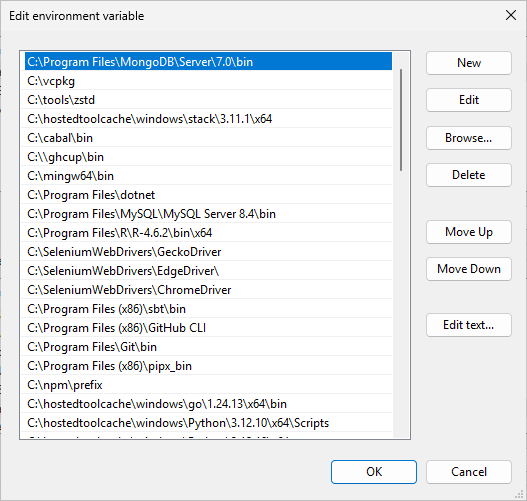 Edit environment variable
C:\Program Files\MongoDB\Server\7.0\bin
C:\vcpkg
C:\tools\zstd
C:\hostedtoolcache\windows\stack\3.11.1\x64
C:\cabal\bin
C:\\ghcup\bin
C:\mingw64\bin
C:\Program Files\dotnet
C:\Program Files\MySQL\MySQL Server 8.4\bin
C:\Program Files\R\R-4.6.2\bin\x64
C:\SeleniumWebDrivers\GeckoDriver
C:\SeleniumWebDrivers\EdgeDriver\
C:\SeleniumWebDrivers\ChromeDriver
C:\Program Files (x86)\sbt\bin
C:\Program Files (x86)\GitHub CLI
C:\Program Files\Git\bin
C:\Program Files (x86)\pipx_bin
C:\npm\prefix
C:\hostedtoolcache\windows\go\1.24.13\x64\bin
C:\hostedtoolcache\windows\Python\3.12.10\x64\Scripts
New
Edit
Browse...
Delete
Move Up
Move Down
Edit text...
OK
Cancel